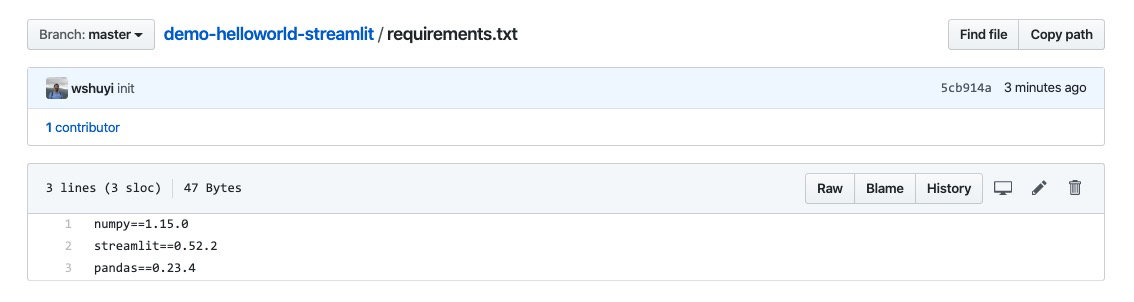 Branch: master demo-helloworld-streamlit / requirements.txt Find file Copy path
wshuyi init 5cb914a 3 minutes ago
1 contributor
3 lines (3 sloc) 47 Bytes Raw Blame History
1 numpy==1.15.0
2 streamlit==0.52.2
3 pandas==0.23.4